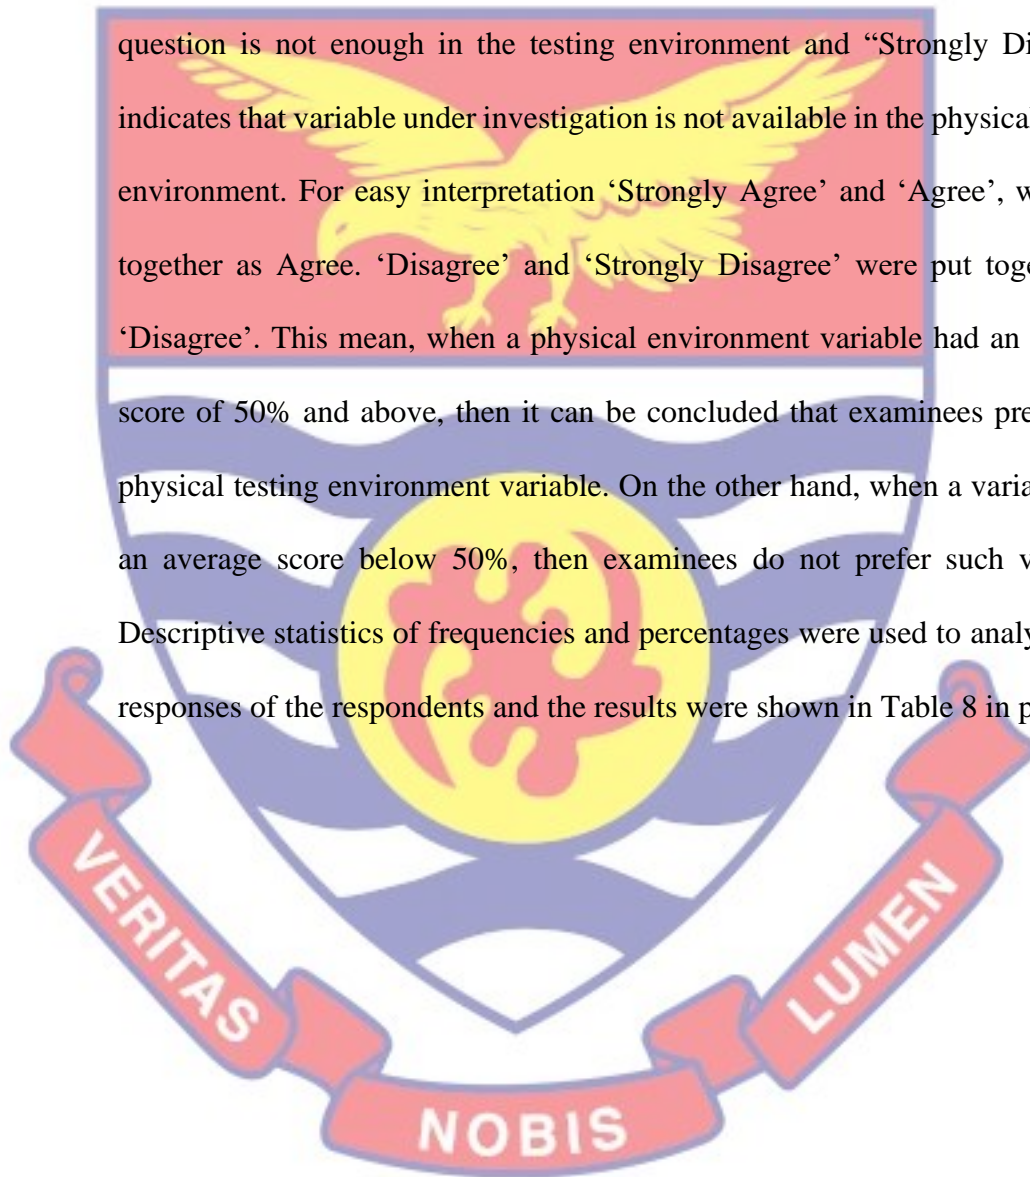 question is not enough in the testing environment and “Strongly Di
indicates that variable under investigation is not available in the physical
environment. For easy interpretation ‘Strongly Agree’ and ‘Agree’, w
together as Agree. ‘Disagree’ and ‘Strongly Disagree’ were put toge
‘Disagree’. This mean, when a physical environment variable had an
score of 50% and above, then it can be concluded that examinees pre
physical testing environment variable. On the other hand, when a varia
an average score below 50%, then examinees do not prefer such v
Descriptive statistics of frequencies and percentages were used to analy
responses of the respondents and the results were shown in Table 8 in p
VERITAS
NOBIS
LUMEN